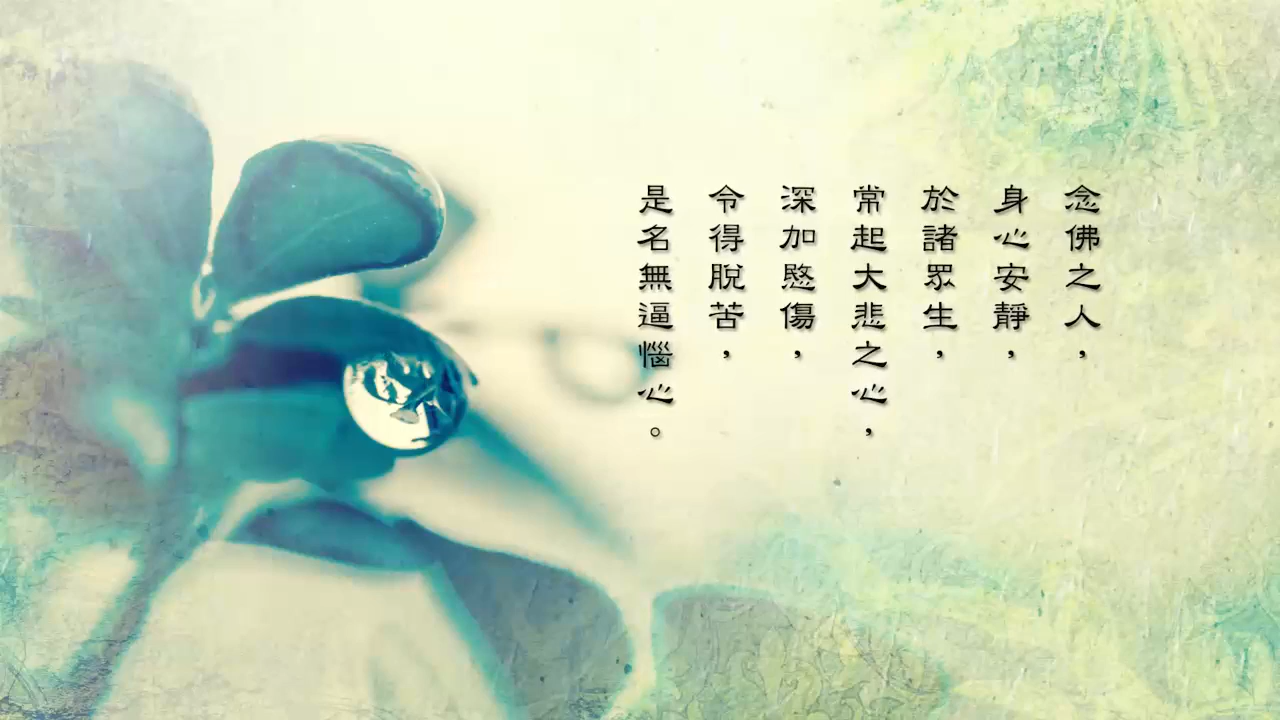 念佛之人，
身心安靜，
於諸眾生，
常起大悲之心，
深加愍傷，
令得脫苦，
是名無逼惱心。